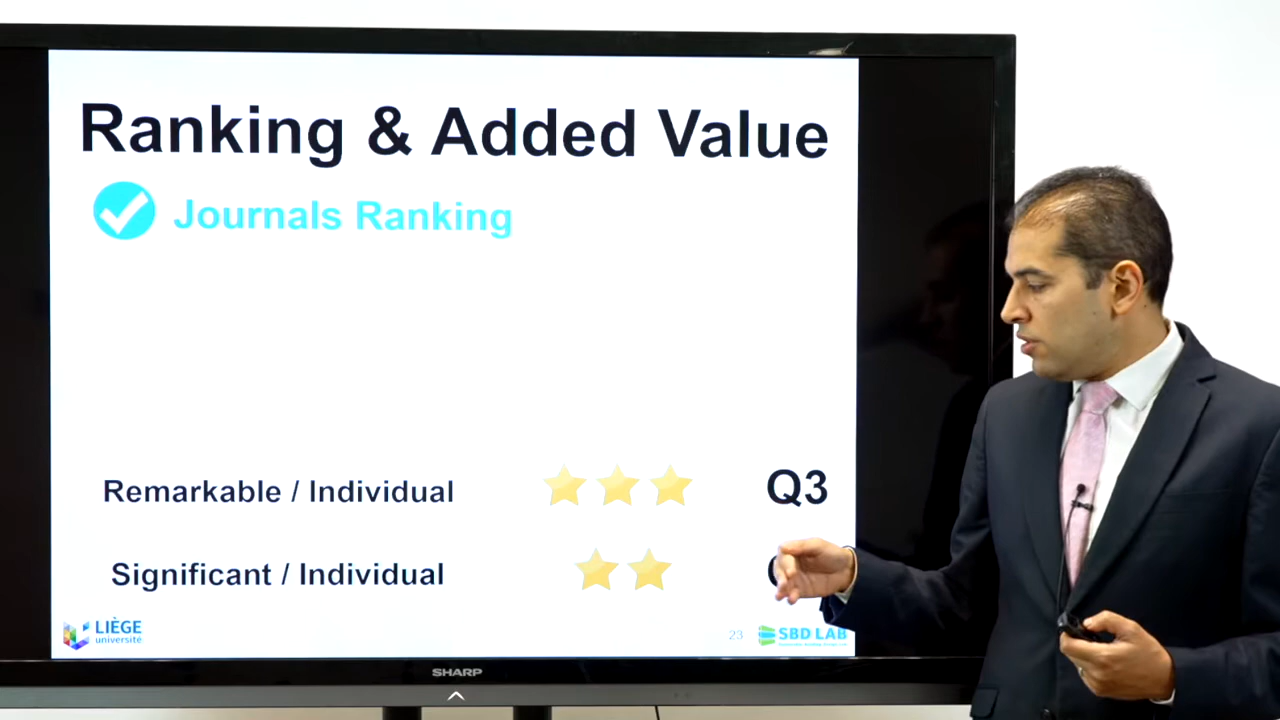 Ranking & Added Value
Journals Ranking
Remarkable / Individual
Q3
Significant / Individual
LIÈGE
université
23
SBD LAB
SHARP